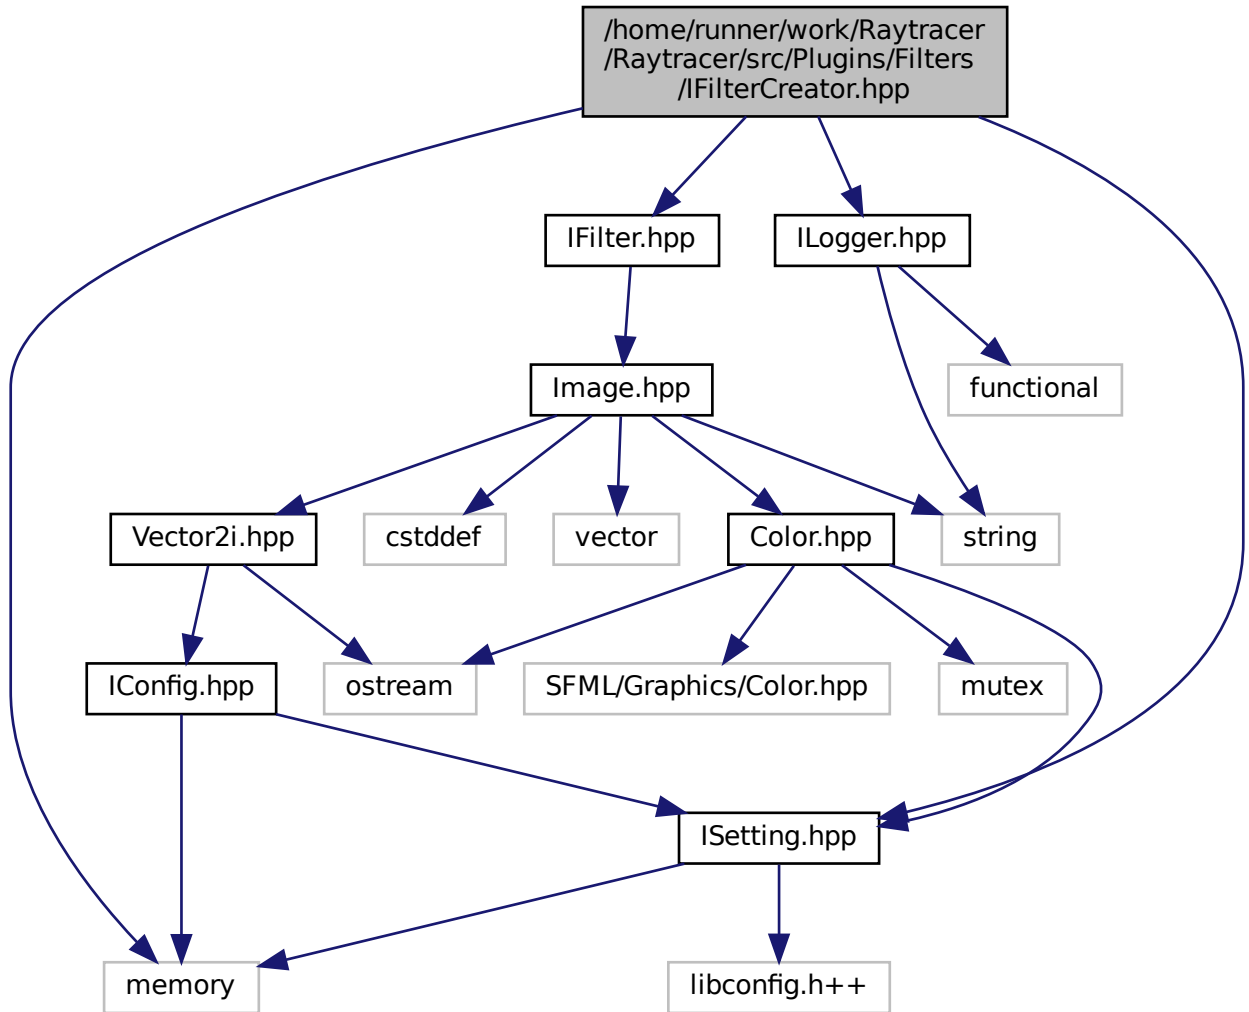 /home/runner/work/Raytracer
/Raytracer/src/Plugins/Filters
/IFilterCreator.hpp
IFilter.hpp
ILogger.hpp
Image.hpp
functional
Vector2i.hpp
cstddef
vector
Color.hpp
string
IConfig.hpp
ostream
SFML/Graphics/Color.hpp
mutex
ISetting.hpp
memory
libconfig.h++